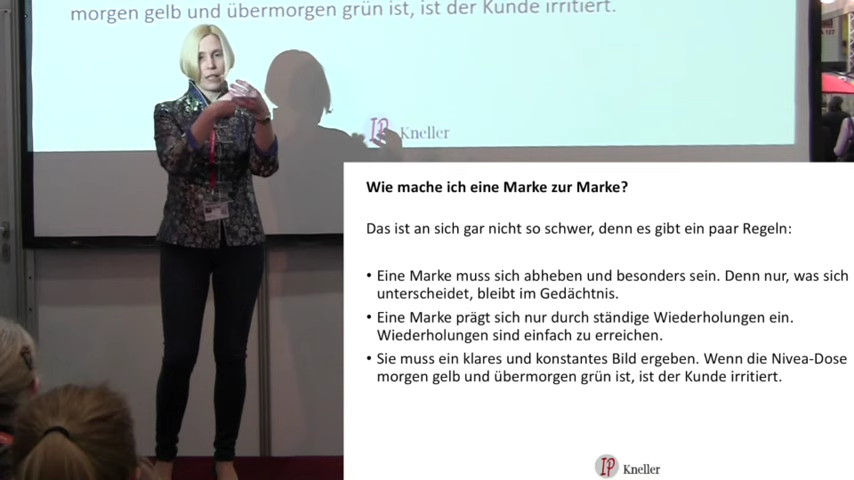 morgen gelb und übermorgen grün ist, ist der Kunde irritiert.
IP Kneller
Wie mache ich eine Marke zur Marke?
Das ist an sich gar nicht so schwer, denn es gibt ein paar Regeln:
• Eine Marke muss sich abheben und besonders sein. Denn nur, was sich
unterscheidet, bleibt im Gedächtnis.
• Eine Marke prägt sich nur durch ständige Wiederholungen ein.
Wiederholungen sind einfach zu erreichen.
• Sie muss ein klares und konstantes Bild ergeben. Wenn die Nivea-Dose
morgen gelb und übermorgen grün ist, ist der Kunde irritiert.
IP Kneller